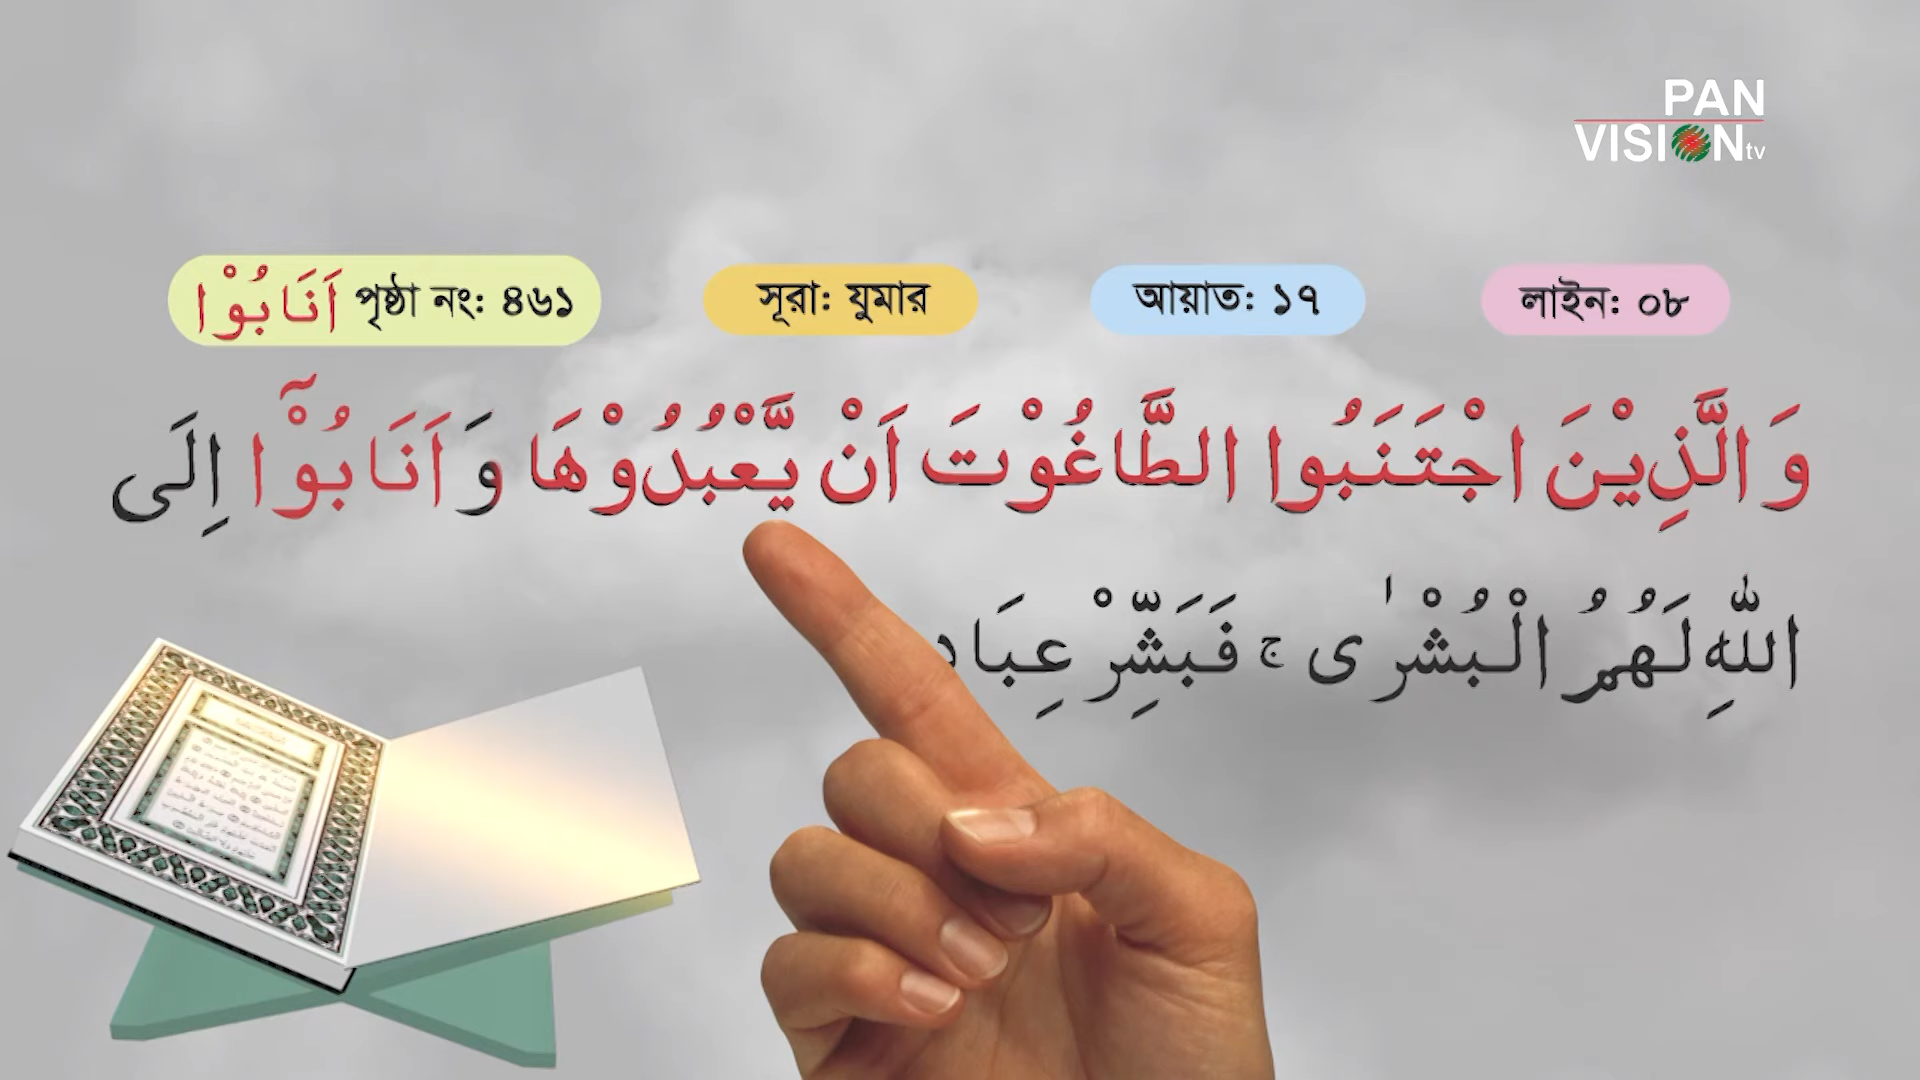 PAN
VISION tv
اَنَابُوْا পৃষ্ঠা নং: ৪৬১
সূরা: যুমার
আয়াত: ১৭
লাইন: ০৮
وَالَّذِيْنَ اجْتَنَبُوا الطَّاغُوْتَ اَنْ يَّعْبُدُوْهَا وَاَنَابُوْٓا اِلَى
اللّٰهِ لَهُمُ الْبُشْرٰى ج فَبَشِّرْ عِبَاد